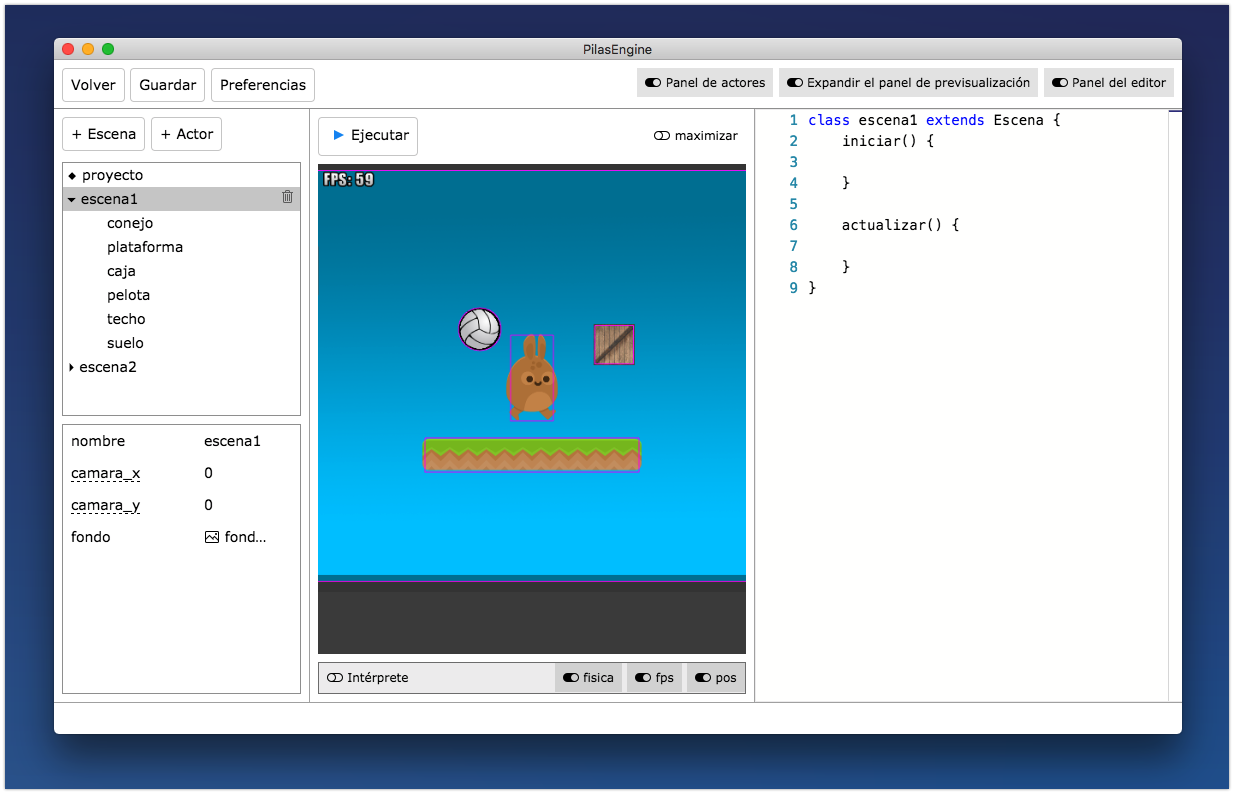 PilasEngine
Volver Guardar Preferencias Panel de actores Expandir el panel de previsualización Panel del editor
+ Escena + Actor
proyecto
escena1
conejo
plataforma
caja
pelota
techo
suelo
escena2
nombre escena1
camara_x 0
camara_y 0
fondo fond...
Ejecutar maximizar
FPS: 59
Intérprete fisica fps pos
1 class escena1 extends Escena {
2 iniciar() {
3
4 }
5
6 actualizar() {
7
8 }
9 }